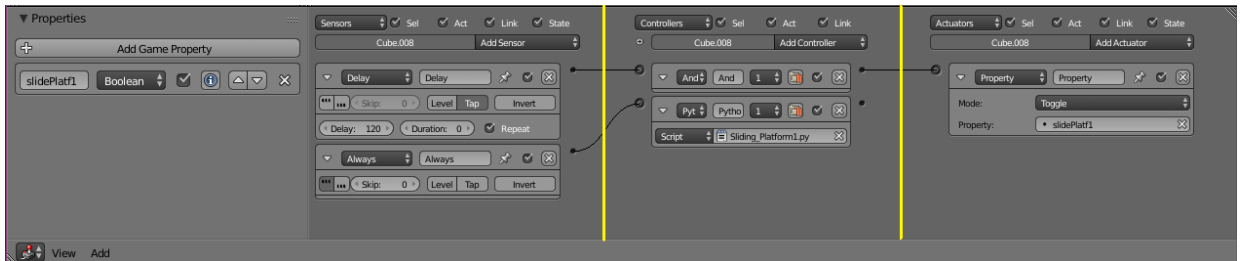 Properties
Add Game Property
slidePlatf1 Boolean
Sensors Sel Act Link State
Cube.008 Add Sensor
Delay Delay
Skip: 0 Level Tap Invert
Delay: 120 Duration: 0 Repeat
Always Always
Skip: 0 Level Tap Invert
Controllers Sel Act Link
Cube.008 Add Controller
And And 1
Pyt Pytho 1
Script Sliding_Platform1.py
Actuators Sel Act Link State
Cube.008 Add Actuator
Property Property
Mode: Toggle
Property: slidePlatf1
View Add